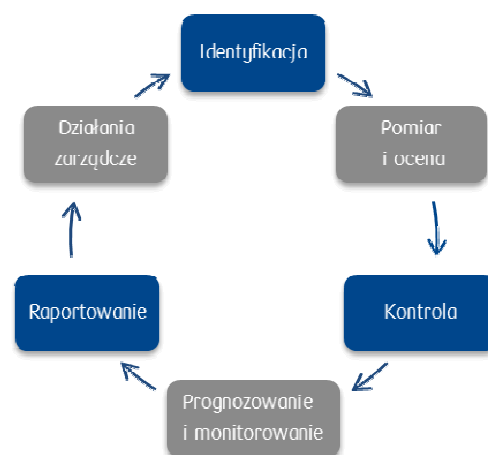 Identyfikacja
Działania
zarządcze
Pomiar
i ocena
Raportowanie
Kontrola
Prognozowanie
i monitorowanie